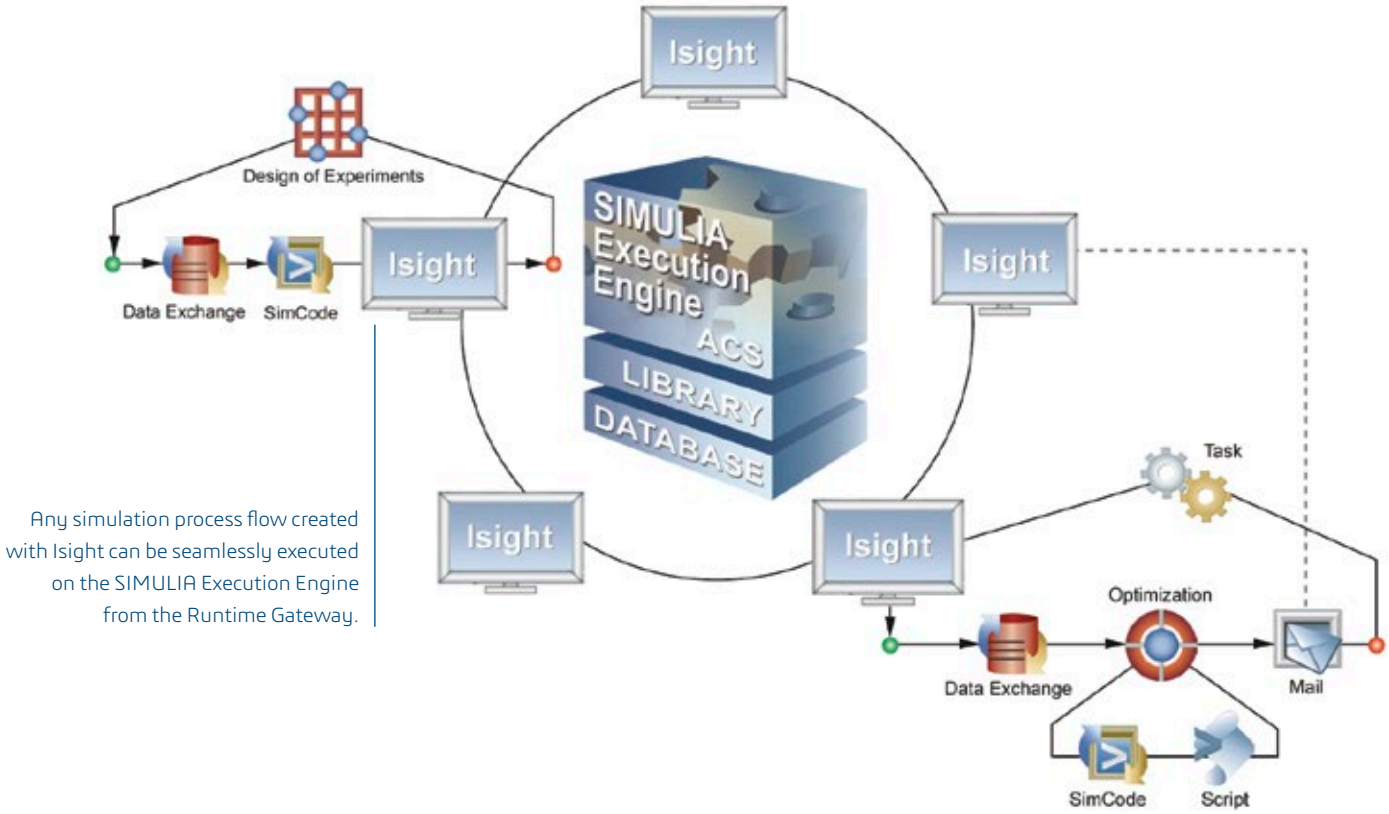 Isight
Design of Experiments
SIMULIA
Execution
Engine
ACS
LIBRARY
DATABASE
Isight
Data Exchange
SimCode
Isight
Isight
Isight
Task
Any simulation process flow created
with Isight can be seamlessly executed
on the SIMULIA Execution Engine
from the Runtime Gateway.
Optimization
Data Exchange
Mail
SimCode
Script